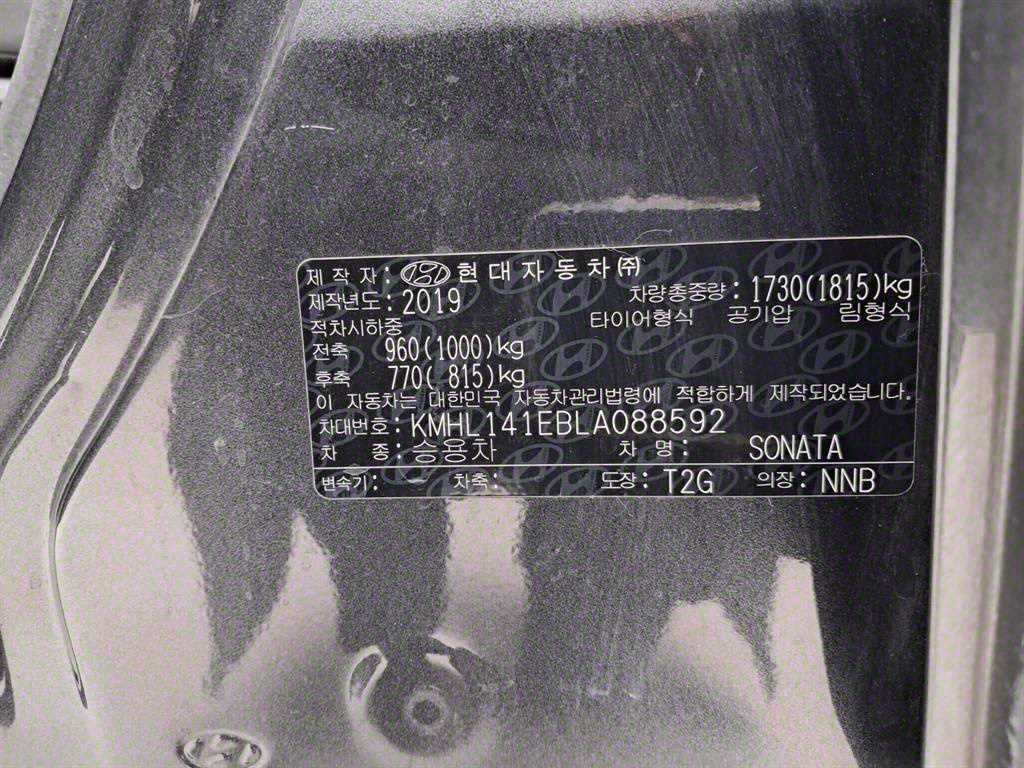 제 작 자 : 현대자동차(주)
제작년도 : 2019 차량총중량 : 1730(1815)kg
적차시하중 타이어형식 공기압 림형식
전축 960(1000)kg
후축 770( 815)kg
이 자동차는 대한민국 자동차관리법령에 적합하게 제작되었습니다.
차대번호 : KMHL141EBLA088592
차 종 : 승용차 차 명 : SONATA
변속기 : - 차축 : 도장 : T2G 의장 : NNB